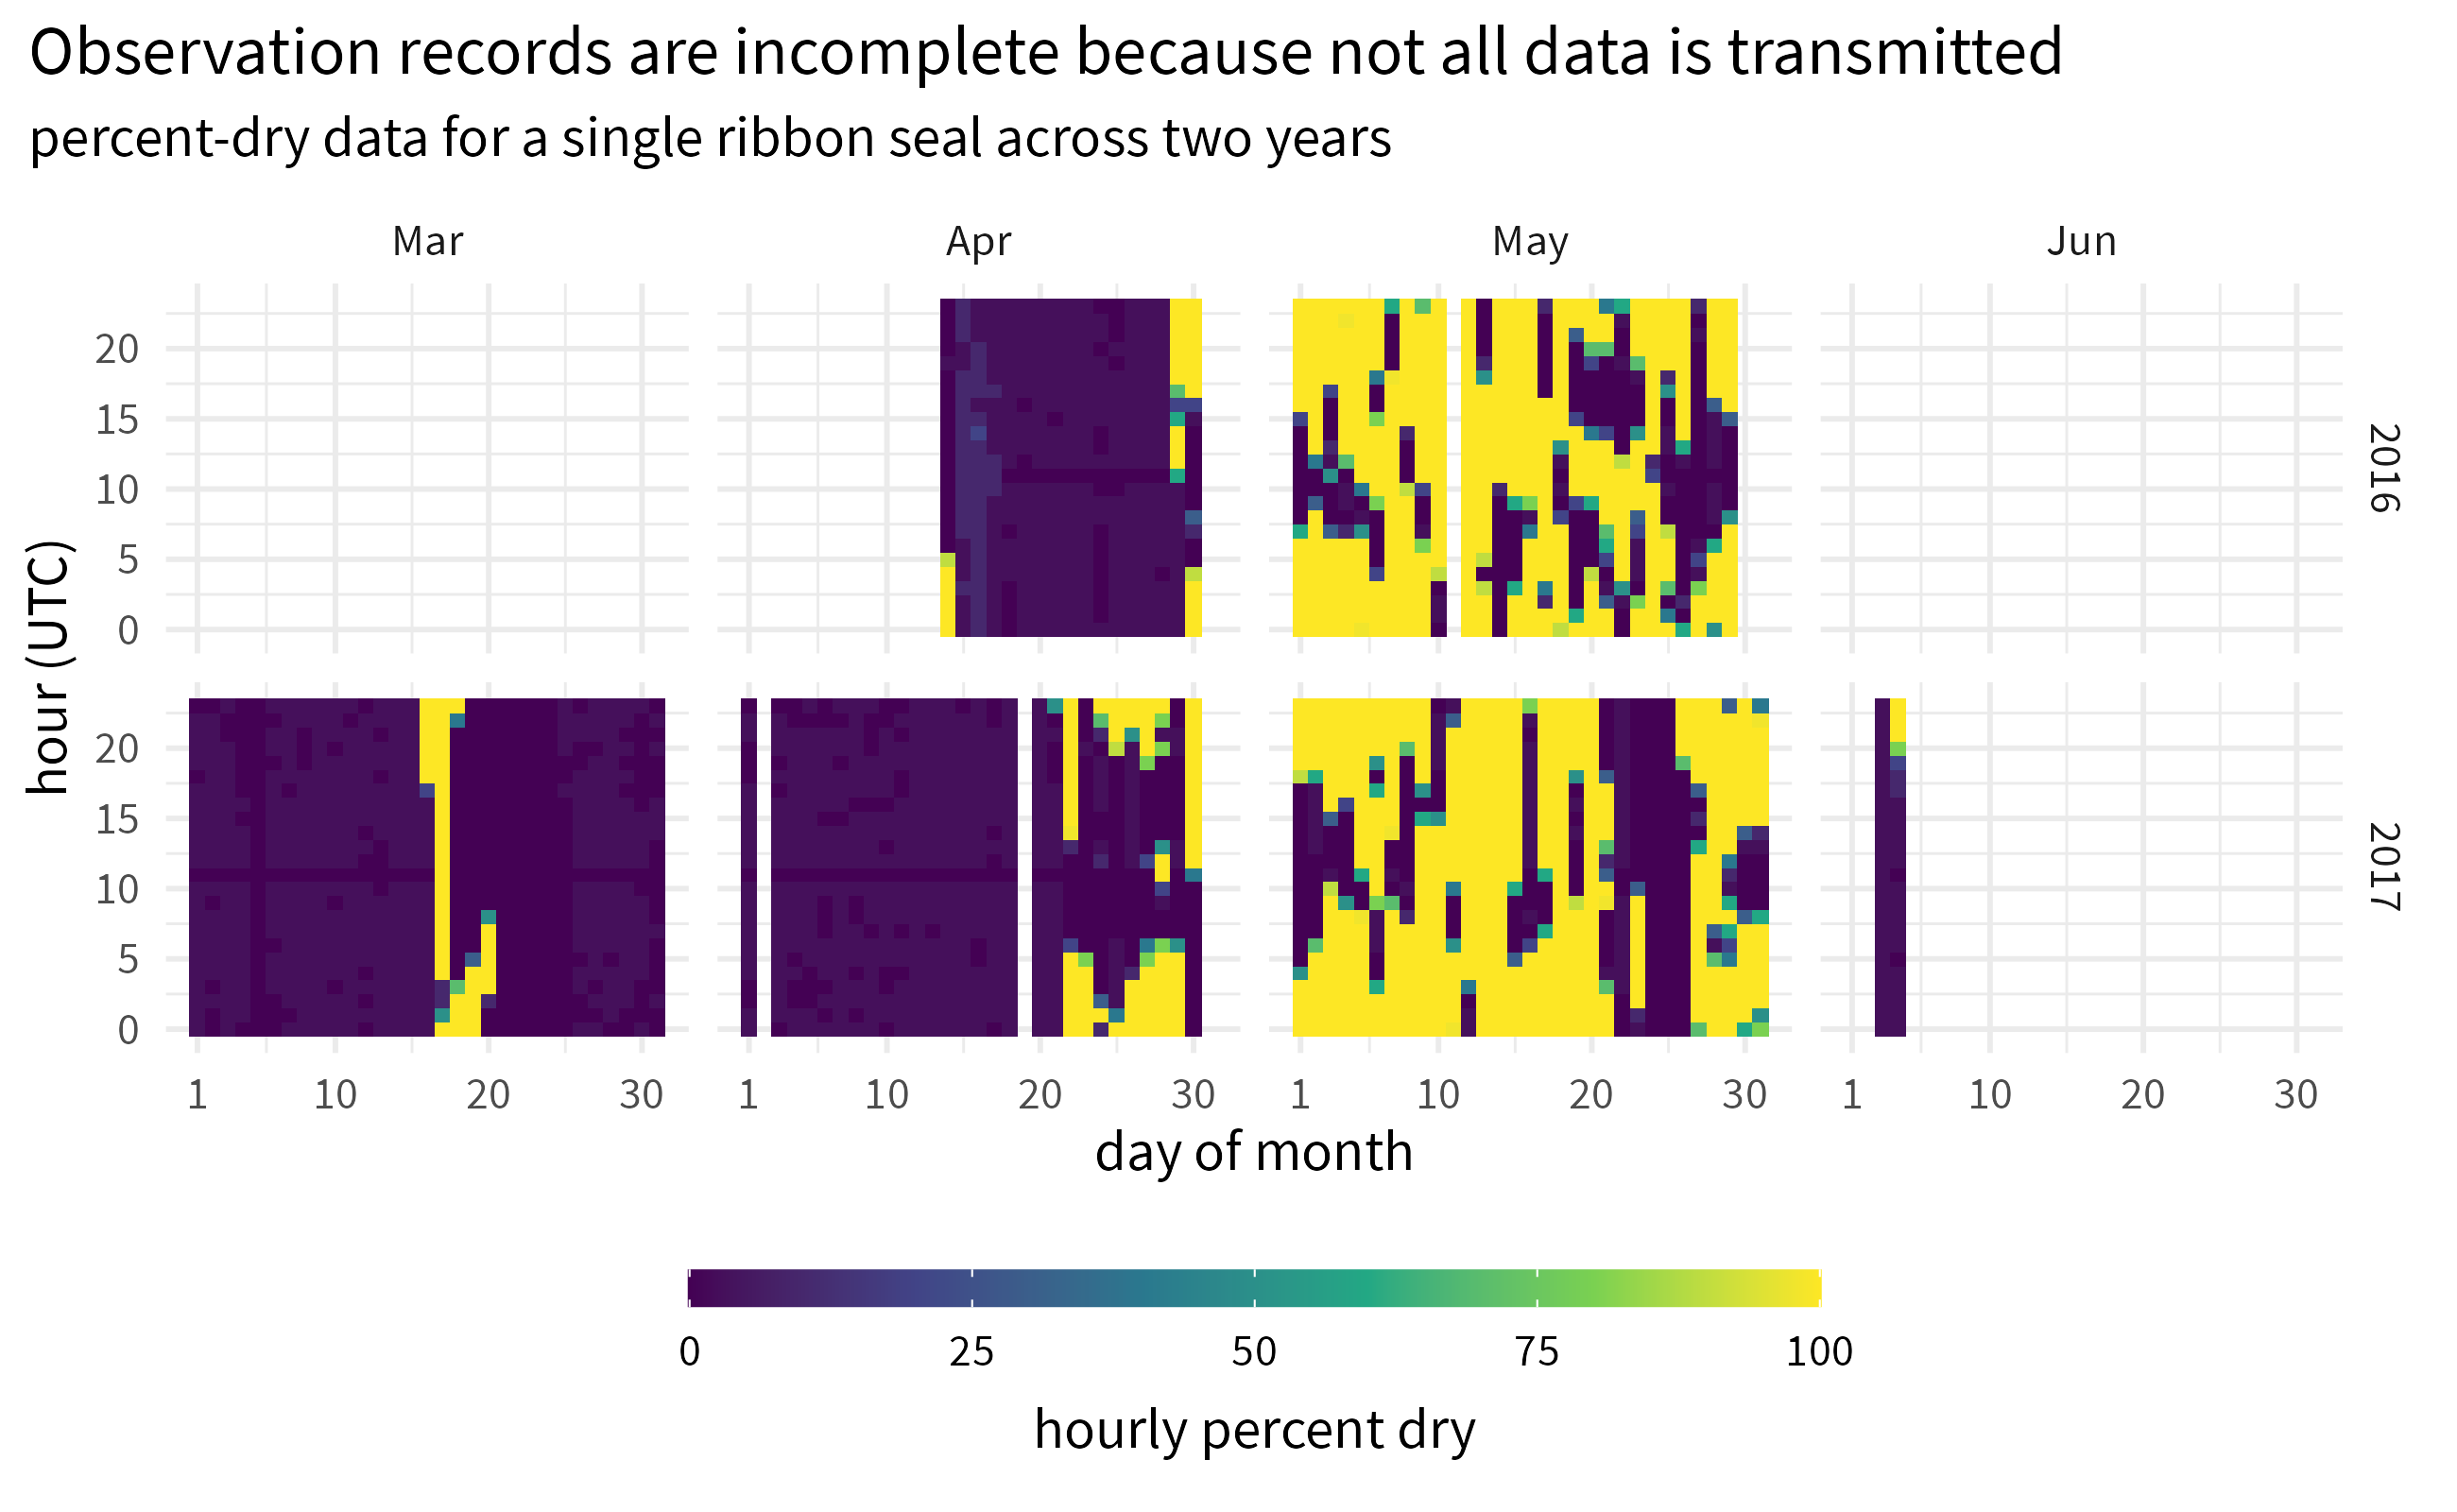 Observation records are incomplete because not all data is transmitted
percent-dry data for a single ribbon seal across two years
Mar Apr May Jun
20
15
10
5
0
2016
hour (UTC)
20
15
10
5
0
2017
1 10 20 30 1 10 20 30 1 10 20 30 1 10 20 30
day of month
0 25 50 75 100
hourly percent dry